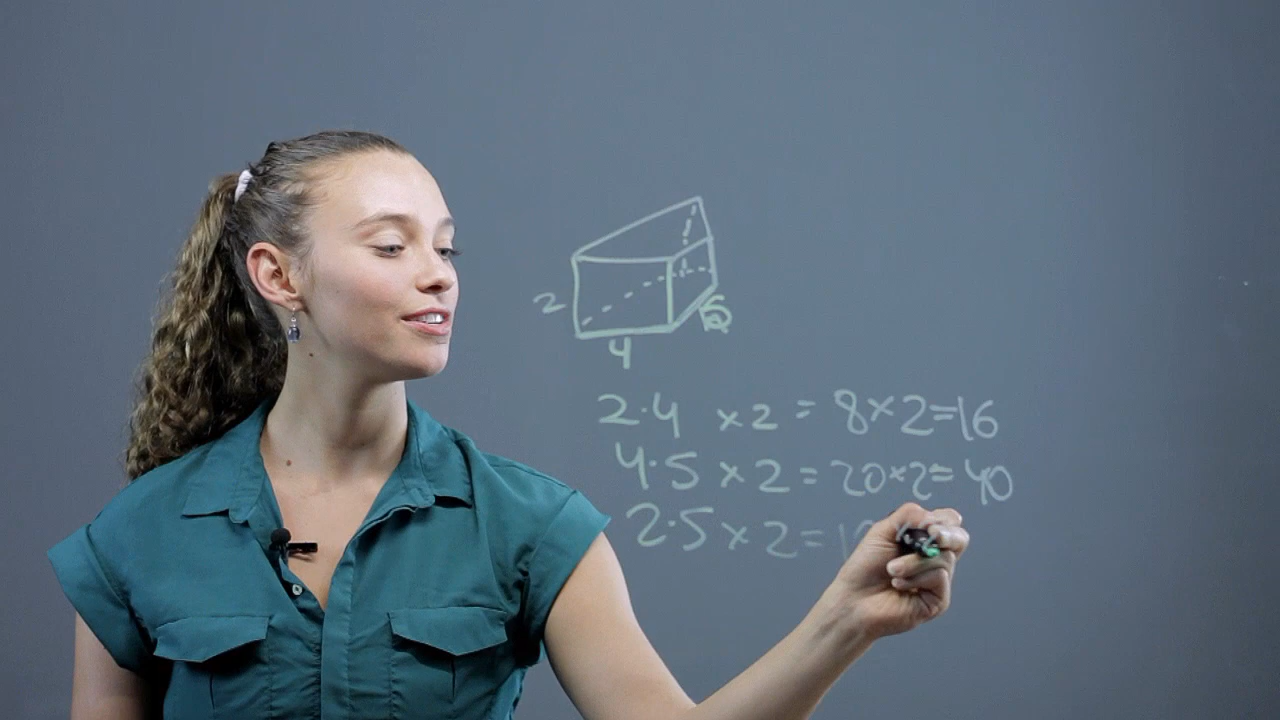 2
5
4
2·4 ×2 = 8×2=16
4·5 ×2 = 20×2= 40
2·5 ×2 =